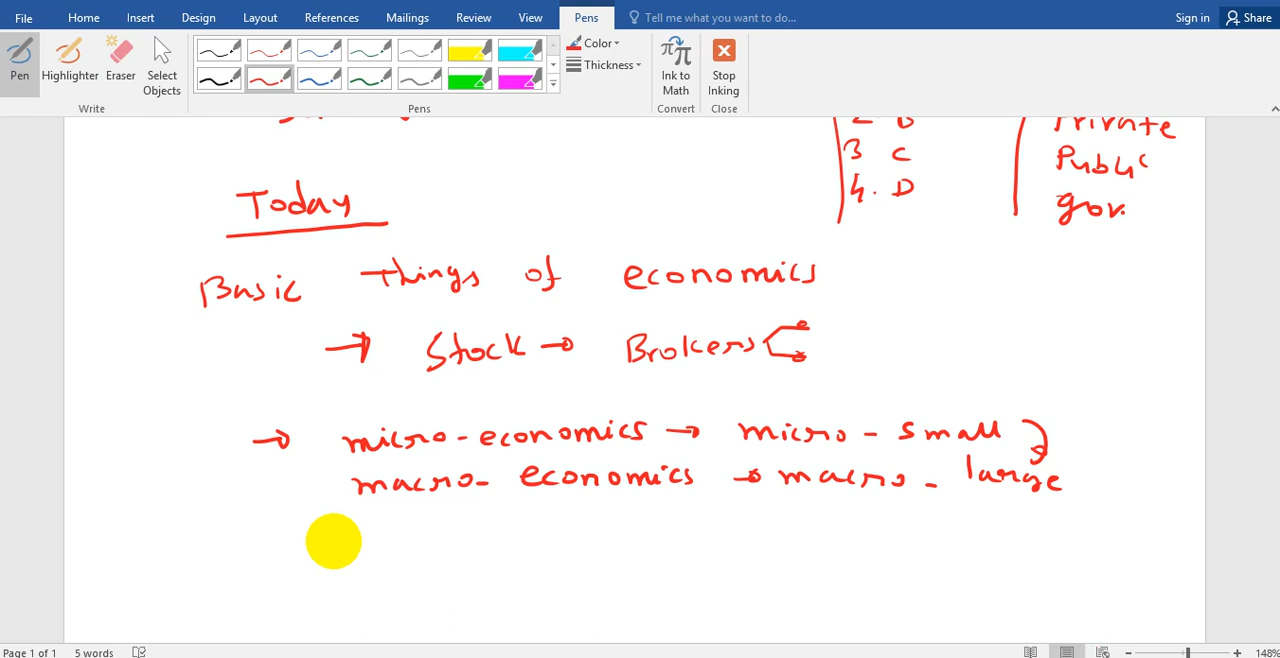 File Home Insert Design Layout References Mailings Review View Pens Tell me what you want to do... Sign in Share
Pen Highlighter Eraser Select Objects
Color
Thickness
Ink to Math
Stop Inking
Write Pens Convert Close
2 B Private
3 C Public
4. D gov.
Today
Basic Things of economics
→ Stock → Brokers
→ micro-economics → micro - small
macro- economics → macro - large
Page 1 of 1 5 words 148%